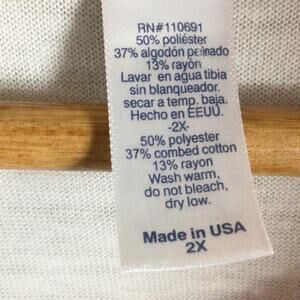 RN#110691
50% poliéster
37% algodón peinado
13% rayón
Lavar en agua tibia
sin blanqueador.
secar a temp. baja.
Hecho en EEUU.
-2X-
50% polyester
37% combed cotton
13% rayon
Wash warm,
do not bleach,
dry low.
Made in USA
2X